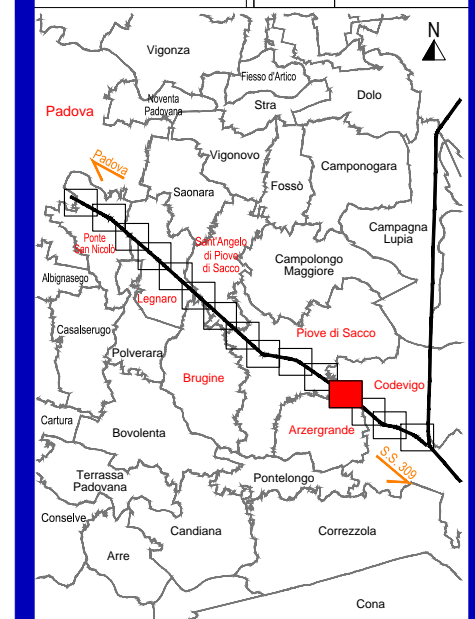 N
Vigonza
Fiesso d'Artico
Dolo
Padova
Noventa
Padovana
Stra
Vigonovo
Camponogara
Padova
Saonara
Fossò
Campagna
Lupia
Ponte
San Nicolò
Sant'Angelo
di Piove
di Sacco
Campolongo
Maggiore
Albignasego
Legnaro
Casalserugo
Piove di Sacco
Polverara
Brugine
Codevigo
Cartura
Bovolenta
Arzergrande
S.S. 309
Terrassa
Padovana
Pontelongo
Conselve
Candiana
Correzzola
Arre
Cona